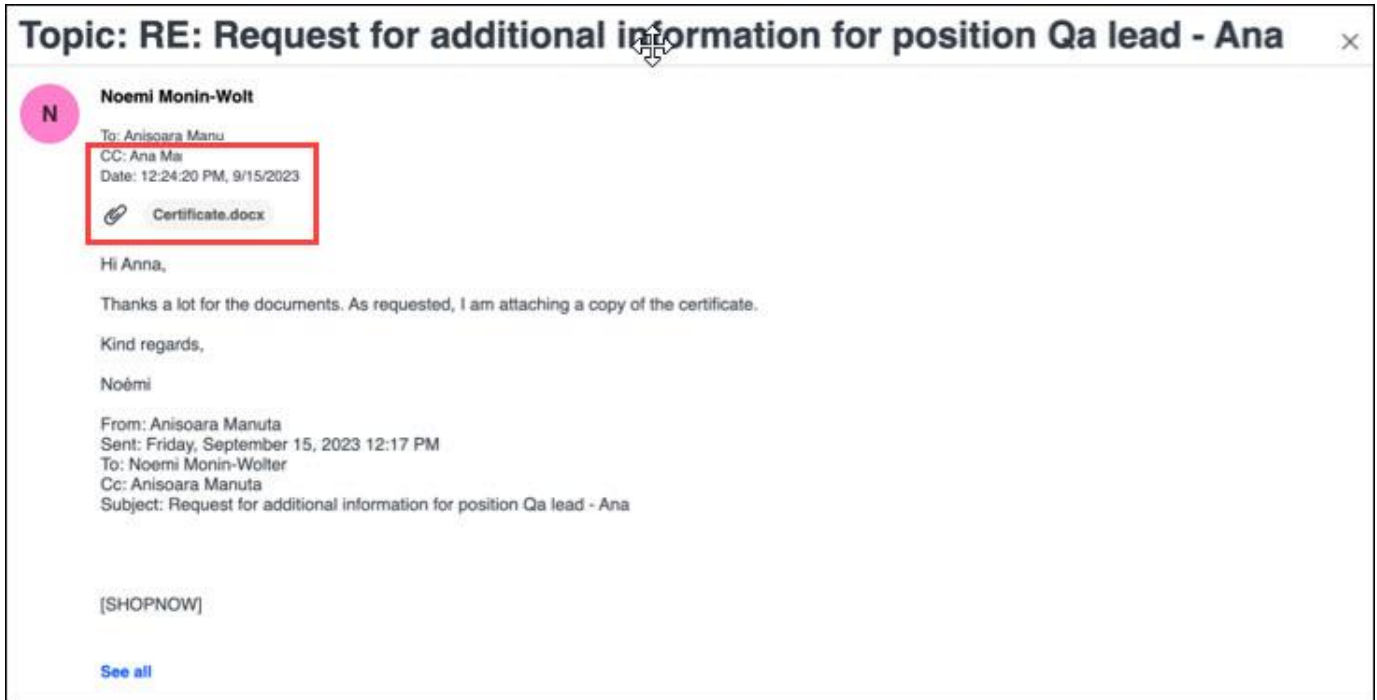 Topic: RE: Request for additional information for position Qa lead - Ana
N
Noemi Monin-Wolt
To: Anisoara Manu
CC: Ana Ma
Date: 12:24:20 PM, 9/15/2023
Certificate.docx
Hi Anna,
Thanks a lot for the documents. As requested, I am attaching a copy of the certificate.
Kind regards,
Noémi
From: Anisoara Manuta
Sent: Friday, September 15, 2023 12:17 PM
To: Noemi Monin-Wolter
Cc: Anisoara Manuta
Subject: Request for additional information for position Qa lead - Ana
[SHOPNOW]
See all